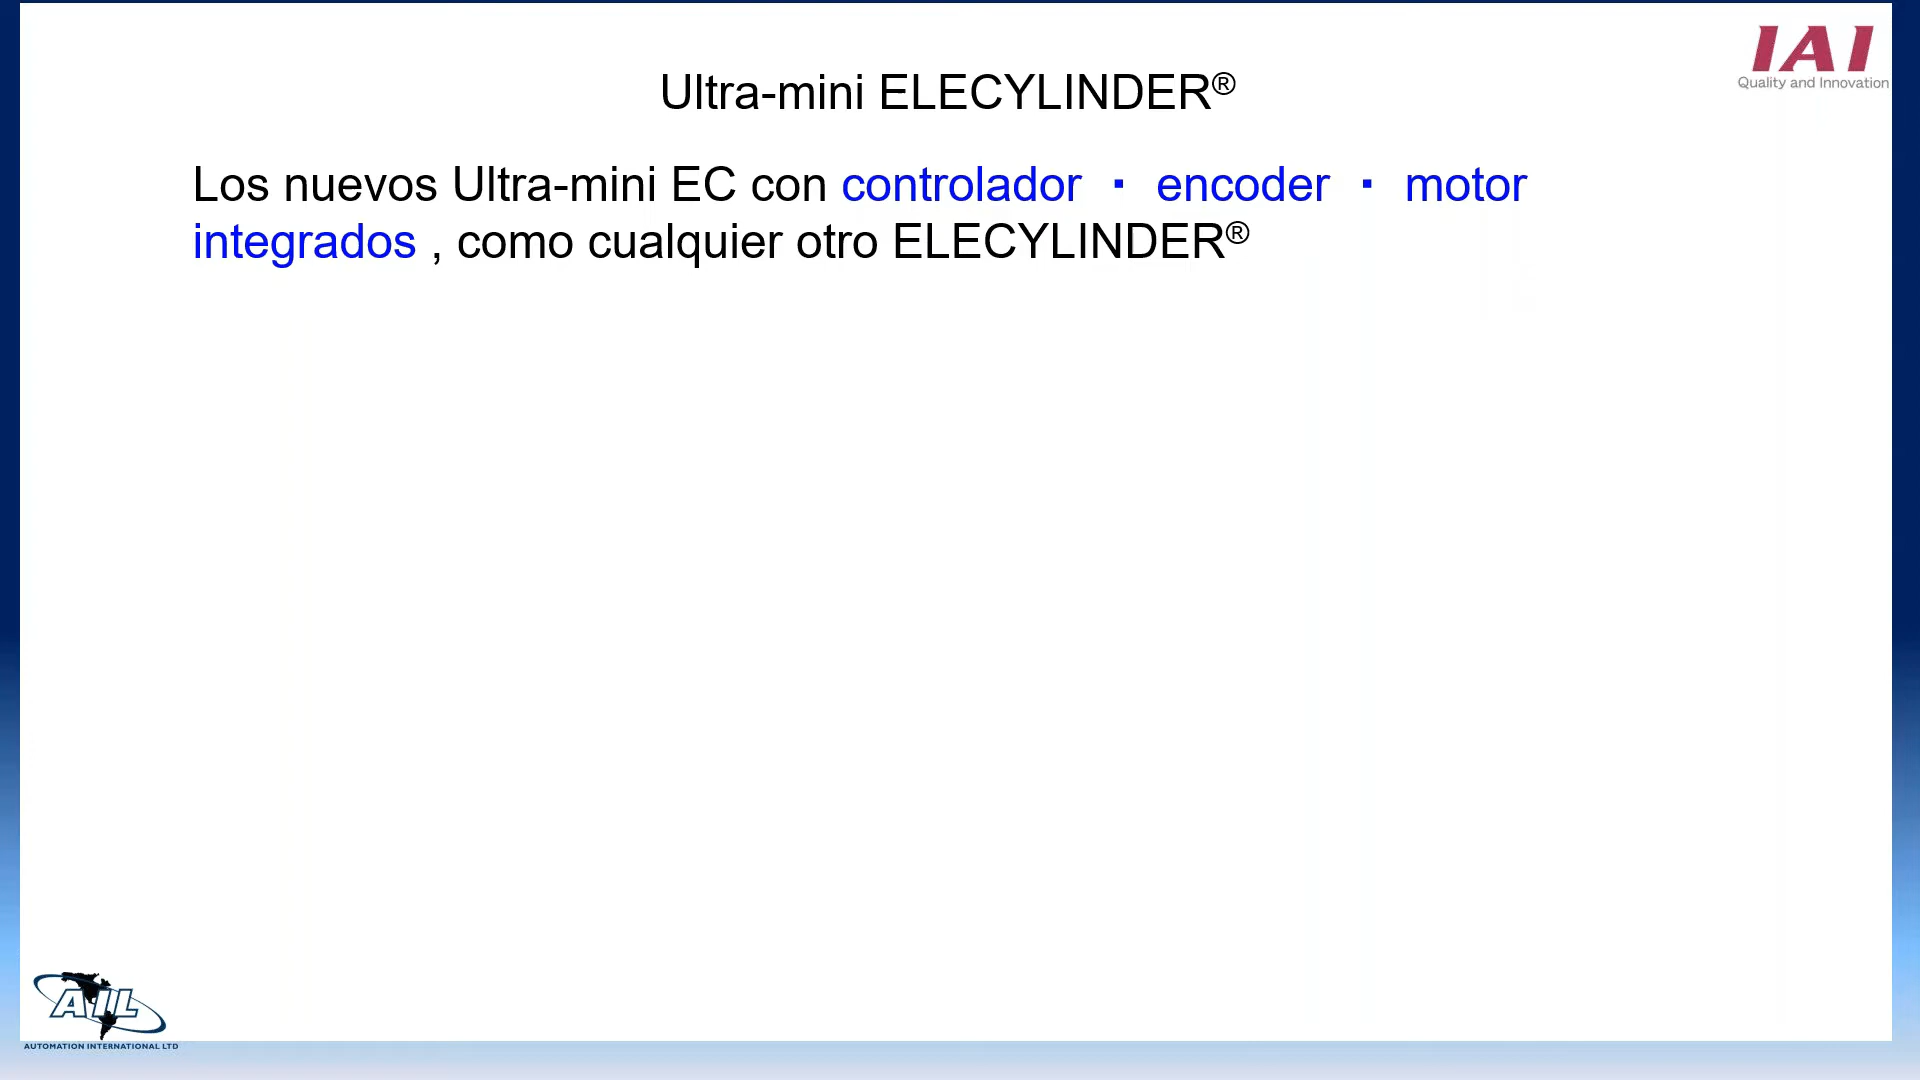 IAI
Quality and Innovation
Ultra-mini ELECYLINDER®
Los nuevos Ultra-mini EC con controlador ・ encoder ・ motor
integrados , como cualquier otro ELECYLINDER®
AIL
AUTOMATION INTERNATIONAL LTD